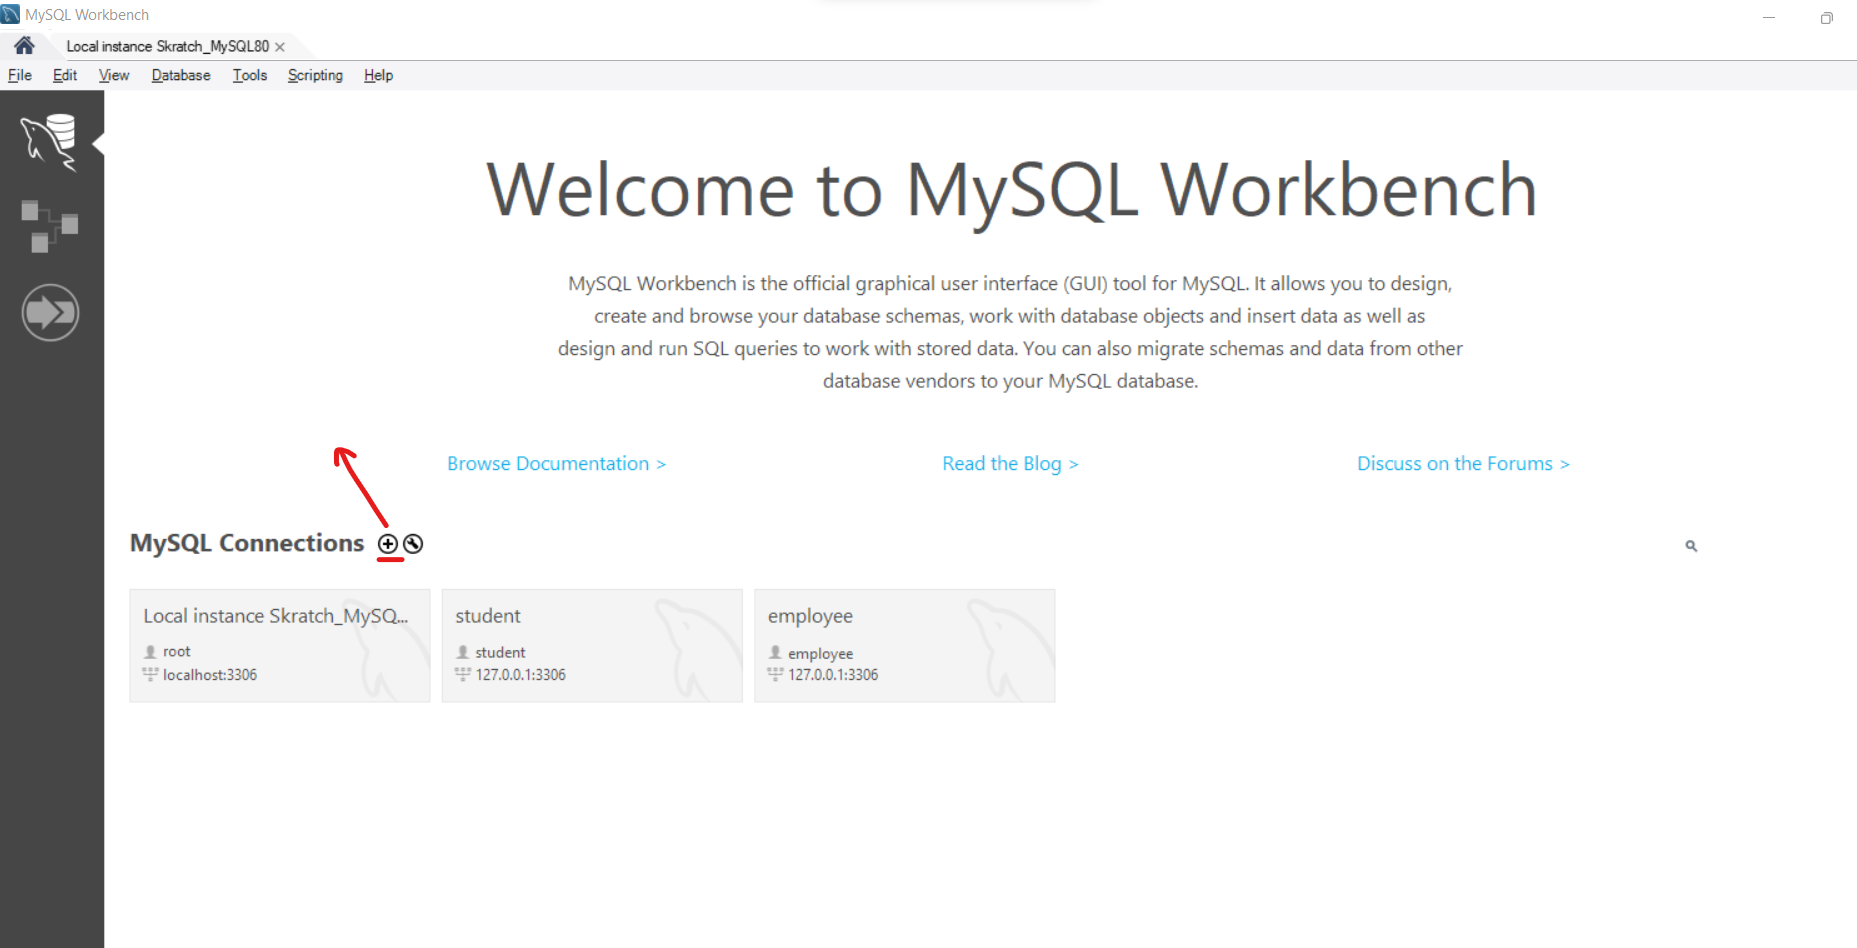 MySQL Workbench
Local instance Skratch_MySQL80
File Edit View Database Tools Scripting Help
Welcome to MySQL Workbench
MySQL Workbench is the official graphical user interface (GUI) tool for MySQL. It allows you to design,
create and browse your database schemas, work with database objects and insert data as well as
design and run SQL queries to work with stored data. You can also migrate schemas and data from other
database vendors to your MySQL database.
Browse Documentation > Read the Blog > Discuss on the Forums >
MySQL Connections
Local instance Skratch_MySQ...
root
localhost:3306
student
student
127.0.0.1:3306
employee
employee
127.0.0.1:3306